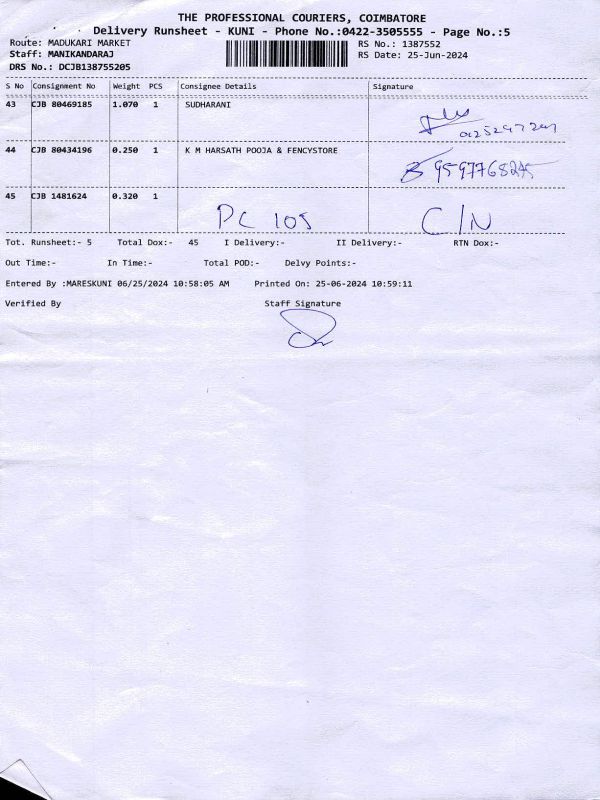 THE PROFESSIONAL COURIERS, COIMBATORE
Delivery Runsheet - KUNI - Phone No.:0422-3505555 - Page No.:5
Route: MADUKARI MARKET RS No.: 1387552
Staff: MANIKANDARAJ RS Date: 25-Jun-2024
DRS No.: DCJB138755205
S No Consignment No Weight PCS Consignee Details Signature
43 CJB 80469185 1.070 1 SUDHARANI
44 CJB 80434196 0.250 1 K M HARSATH POOJA & FENCYSTORE
45 CJB 1481624 0.320 1
PC 105 C/N
Tot. Runsheet:- 5 Total Dox:- 45 I Delivery:- II Delivery:- RTN Dox:-
Out Time:- In Time:- Total POD:- Delvy Points:-
Entered By :MARESKUNI 06/25/2024 10:58:05 AM Printed On: 25-06-2024 10:59:11
Verified By Staff Signature